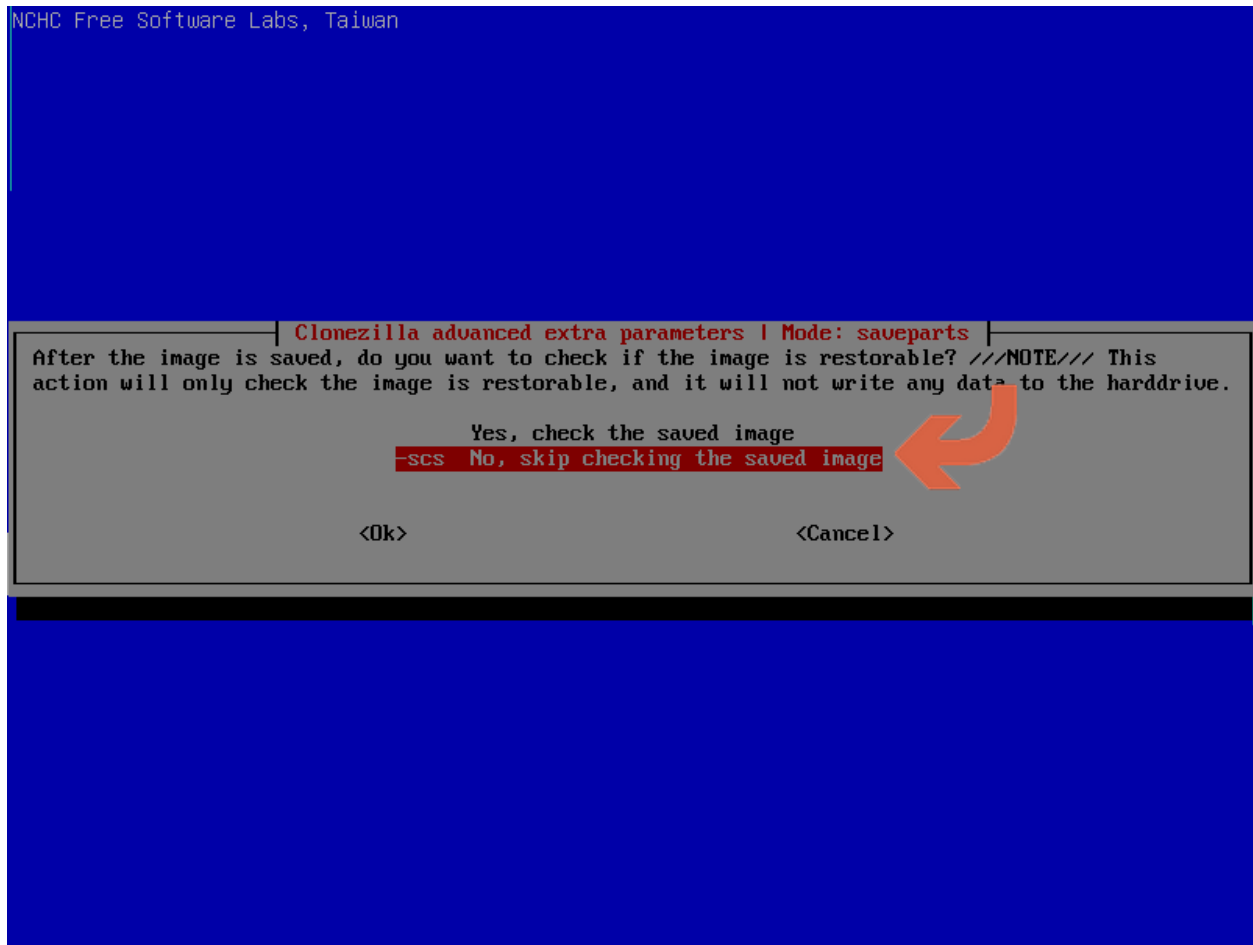 NCHC Free Software Labs, Taiwan
Clonezilla advanced extra parameters | Mode: saveparts
After the image is saved, do you want to check if the image is restorable? ///NOTE/// This
action will only check the image is restorable, and it will not write any data to the harddrive.
Yes, check the saved image
-scs  No, skip checking the saved image
<Ok> <Cancel>